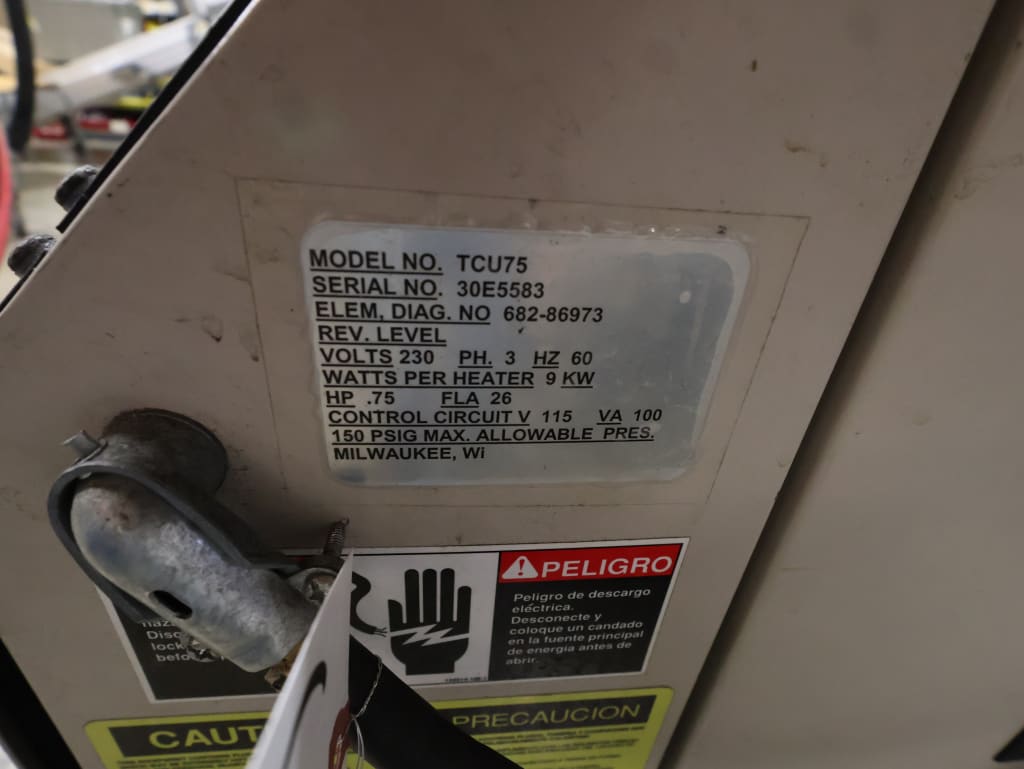 MODEL NO. TCU75
SERIAL NO. 30E5583
ELEM, DIAG. NO 682-86973
REV. LEVEL
VOLTS 230 PH. 3 HZ 60
WATTS PER HEATER 9 KW
HP .75 FLA 26
CONTROL CIRCUIT V 115 VA 100
150 PSIG MAX. ALLOWABLE PRES.
MILWAUKEE, Wi
PELIGRO
Peligro de descargo
eléctrica.
Desconecte y
coloque un candado
en la fuente principal
de energia antes de
abrir.
PRECAUCION